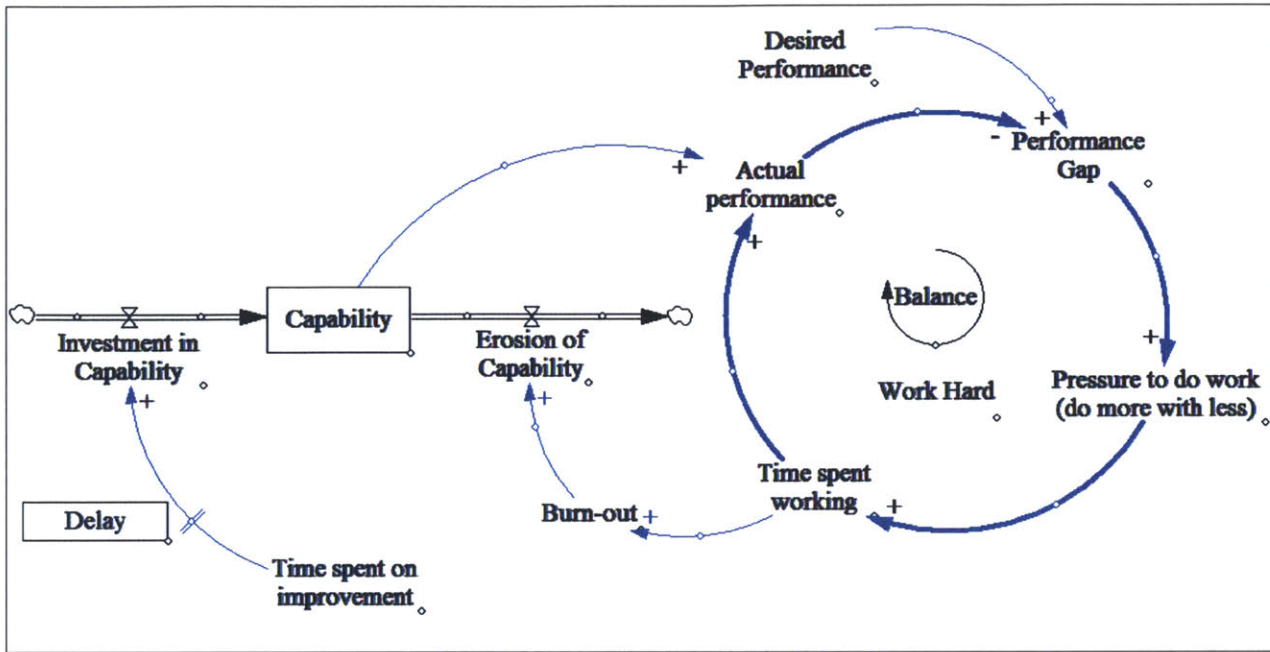 Desired
Performance
+
-
Performance
Gap
+
Actual
performance
+
Balance
Capability
Investment in
Capability
+
Erosion of
Capability
+
+
Pressure to do work
(do more with less)
Work Hard
Time spent
working
+
Burn-out
+
Delay
Time spent on
improvement